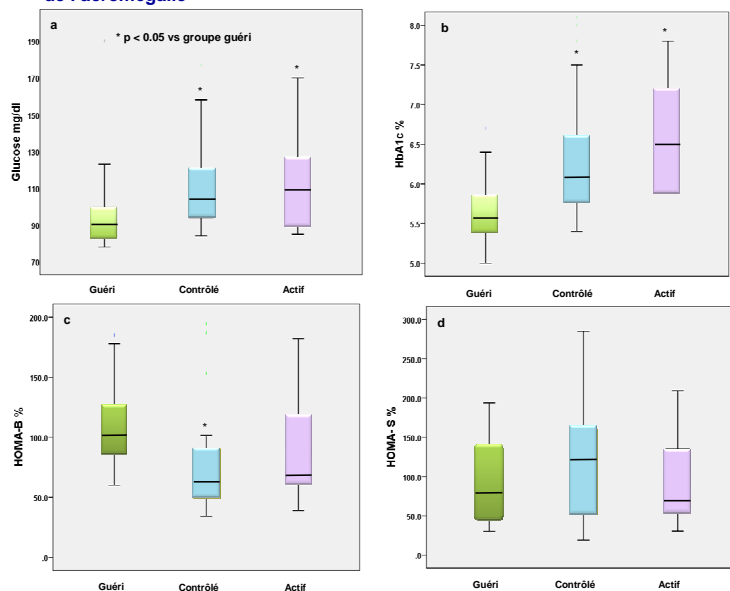 de l'acromégalie
a
* p < 0.05 vs groupe guéri
Glucose mg/dl
190
170
150
130
110
90
70
*
*
Guéri
Contrôlé
Actif
b
HbA1c %
8.0
7.5
7.0
6.5
6.0
5.5
5.0
*
*
Guéri
Contrôlé
Actif
c
HOMA-B %
200.0
150.0
100.0
50.0
.0
*
Guéri
Contrôlé
Actif
d
HOMA- S %
300.0
250.0
200.0
150.0
100.0
50.0
.0
Guéri
Contrôlé
Actif